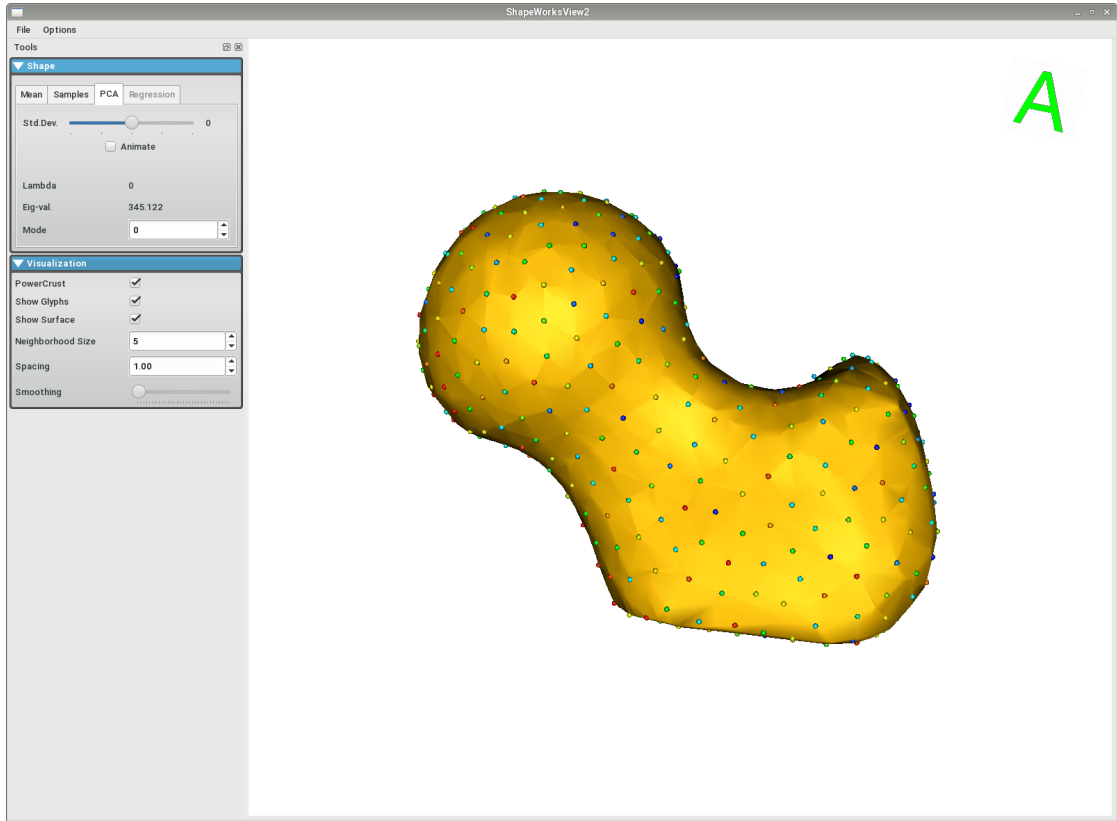 ShapeWorksView2
File Options
Tools
Shape
Mean Samples PCA Regression
Std.Dev. 0
Animate
Lambda 0
Eig-val. 345.122
Mode 0
Visualization
PowerCrust
Show Glyphs
Show Surface
Neighborhood Size 5
Spacing 1.00
Smoothing
A